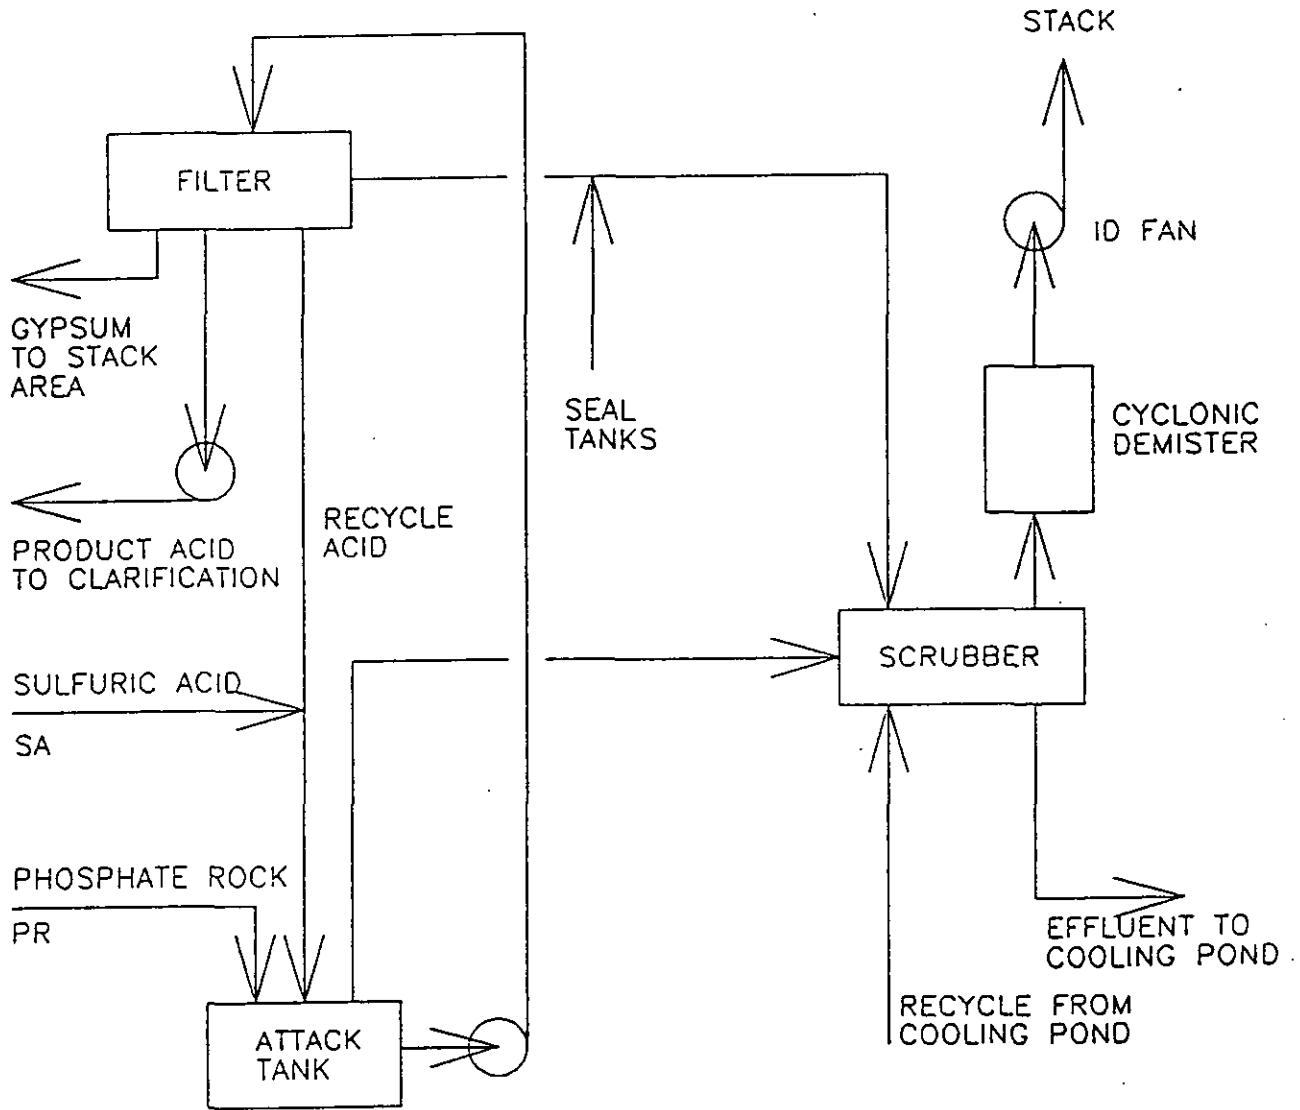 STACK
FILTER
ID FAN
GYPSUM
TO STACK
AREA
SEAL
TANKS
CYCLONIC
DEMISTER
RECYCLE
ACID
PRODUCT ACID
TO CLARIFICATION
SCRUBBER
SULFURIC ACID
SA
PHOSPHATE ROCK
PR
EFFLUENT TO
COOLING POND
RECYCLE FROM
COOLING POND
ATTACK
TANK